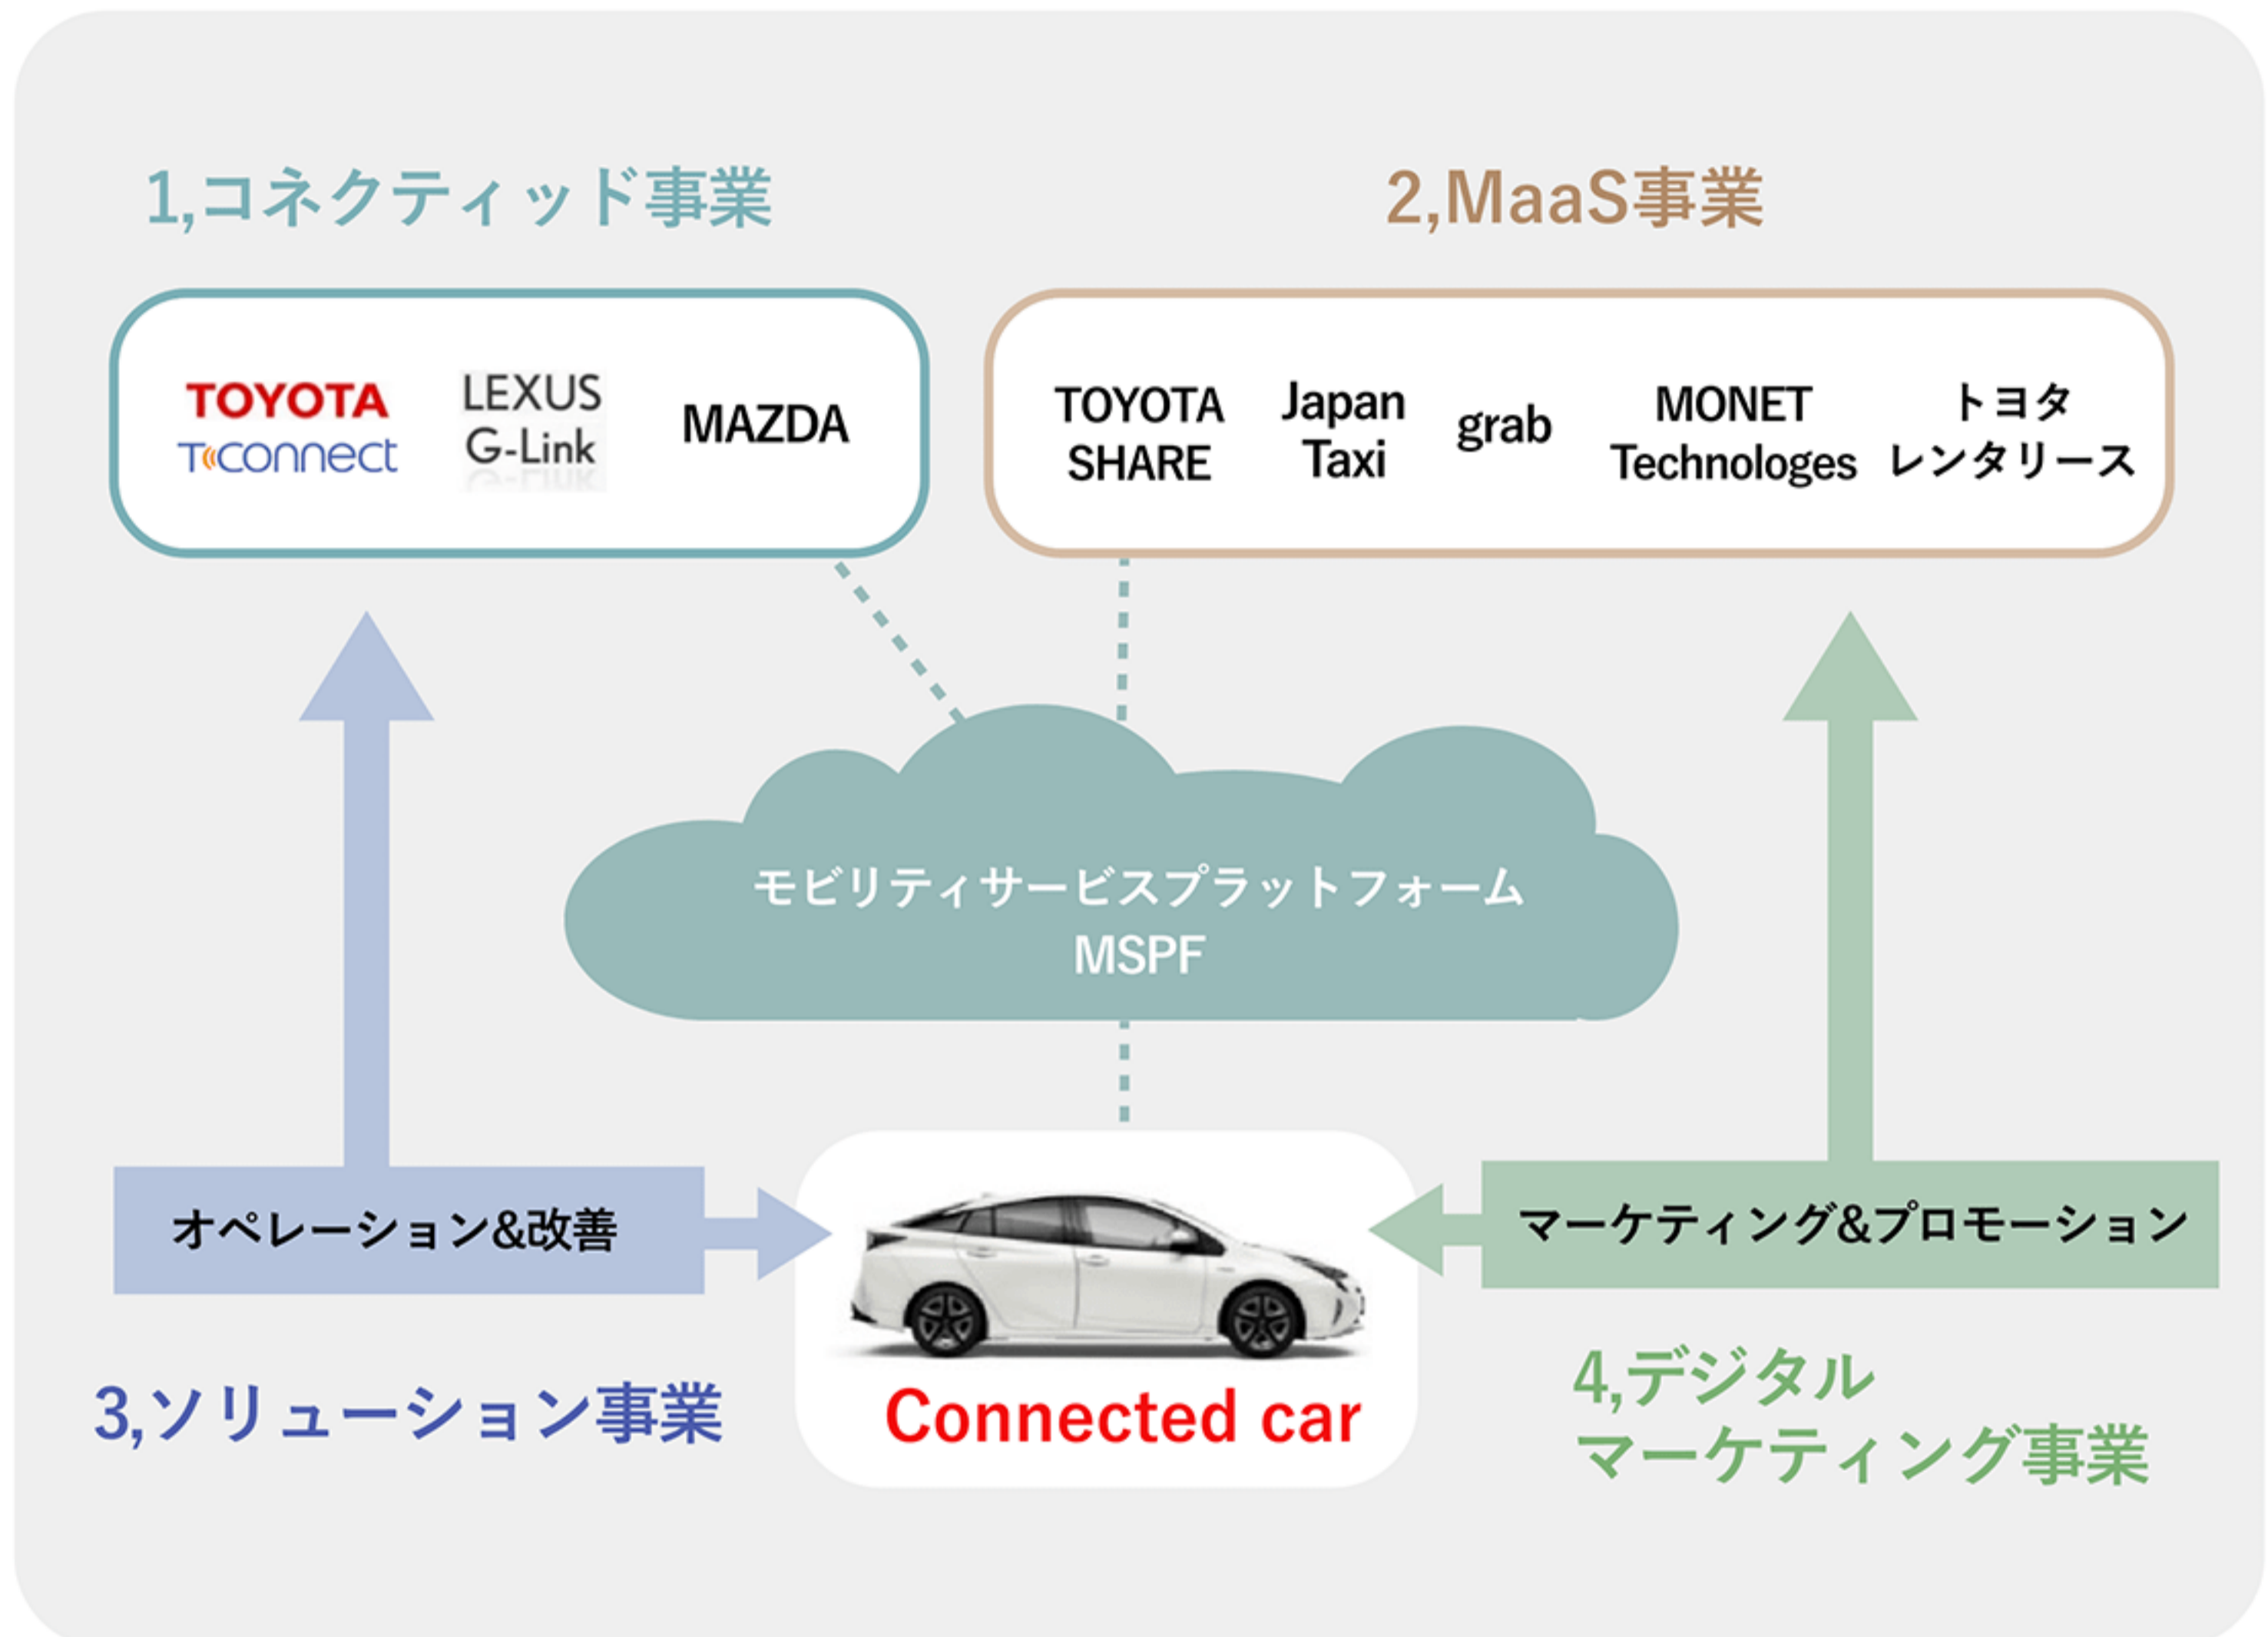 1,コネクティッド事業
2,MaaS事業
TOYOTA
T-Connect
LEXUS
G-Link
MAZDA
TOYOTA
SHARE
Japan
Taxi
grab
MONET
Technologes
トヨタ
レンタリース
モビリティサービスプラットフォーム
MSPF
オペレーション&改善
マーケティング&プロモーション
3,ソリューション事業
Connected car
4,デジタル
マーケティング事業